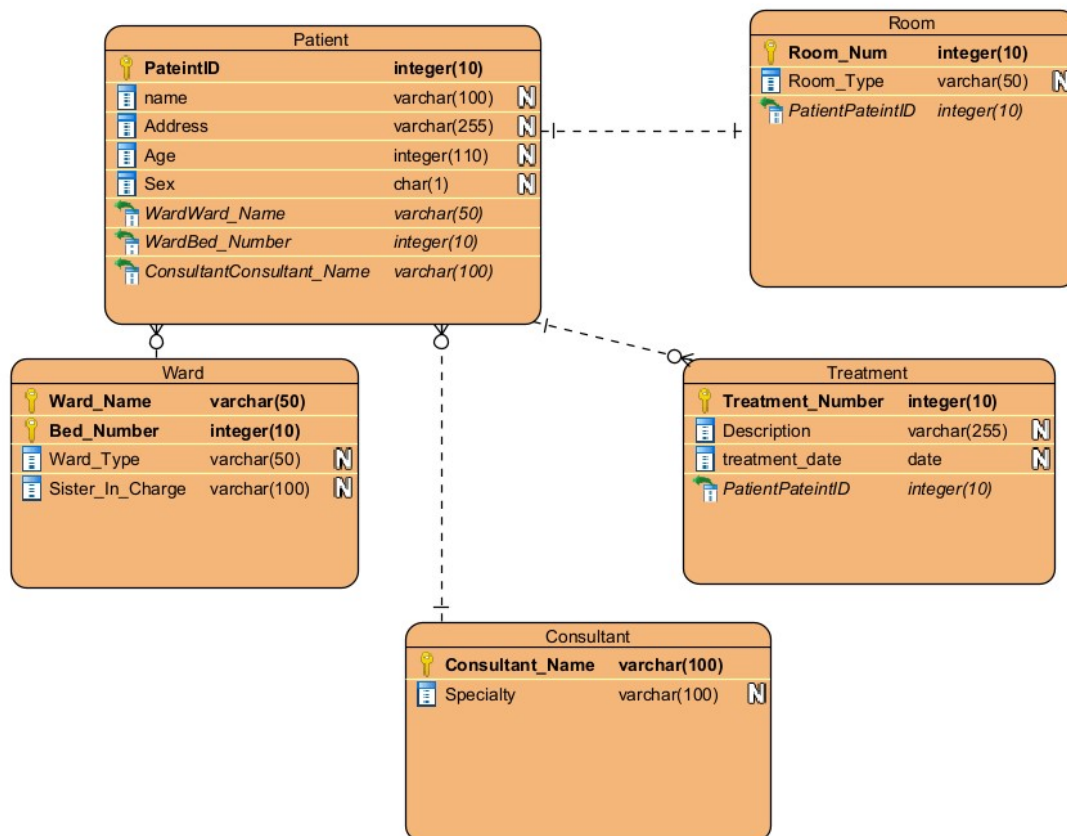 Patient
PateintID integer(10)
name varchar(100) N
Address varchar(255) N
Age integer(110) N
Sex char(1) N
WardWard_Name varchar(50)
WardBed_Number integer(10)
ConsultantConsultant_Name varchar(100)
Room
Room_Num integer(10)
Room_Type varchar(50) N
PatientPateintID integer(10)
Ward
Ward_Name varchar(50)
Bed_Number integer(10)
Ward_Type varchar(50) N
Sister_In_Charge varchar(100) N
Treatment
Treatment_Number integer(10)
Description varchar(255) N
treatment_date date N
PatientPateintID integer(10)
Consultant
Consultant_Name varchar(100)
Specialty varchar(100) N